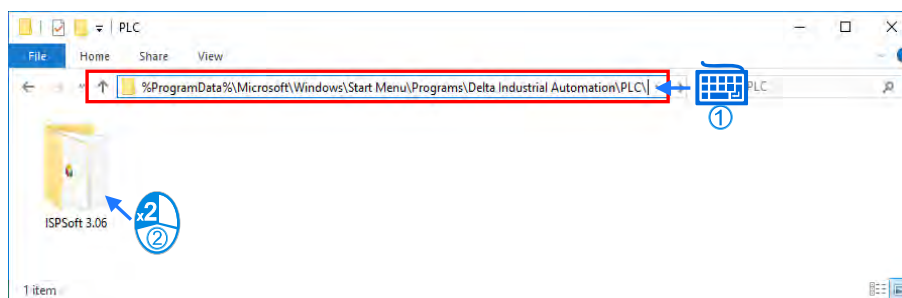 PLC
File Home Share View
%ProgramData%\Microsoft\Windows\Start Menu\Programs\Delta Industrial Automation\PLC\ PLC
①
ISPSoft 3.06
x2
②
1 item